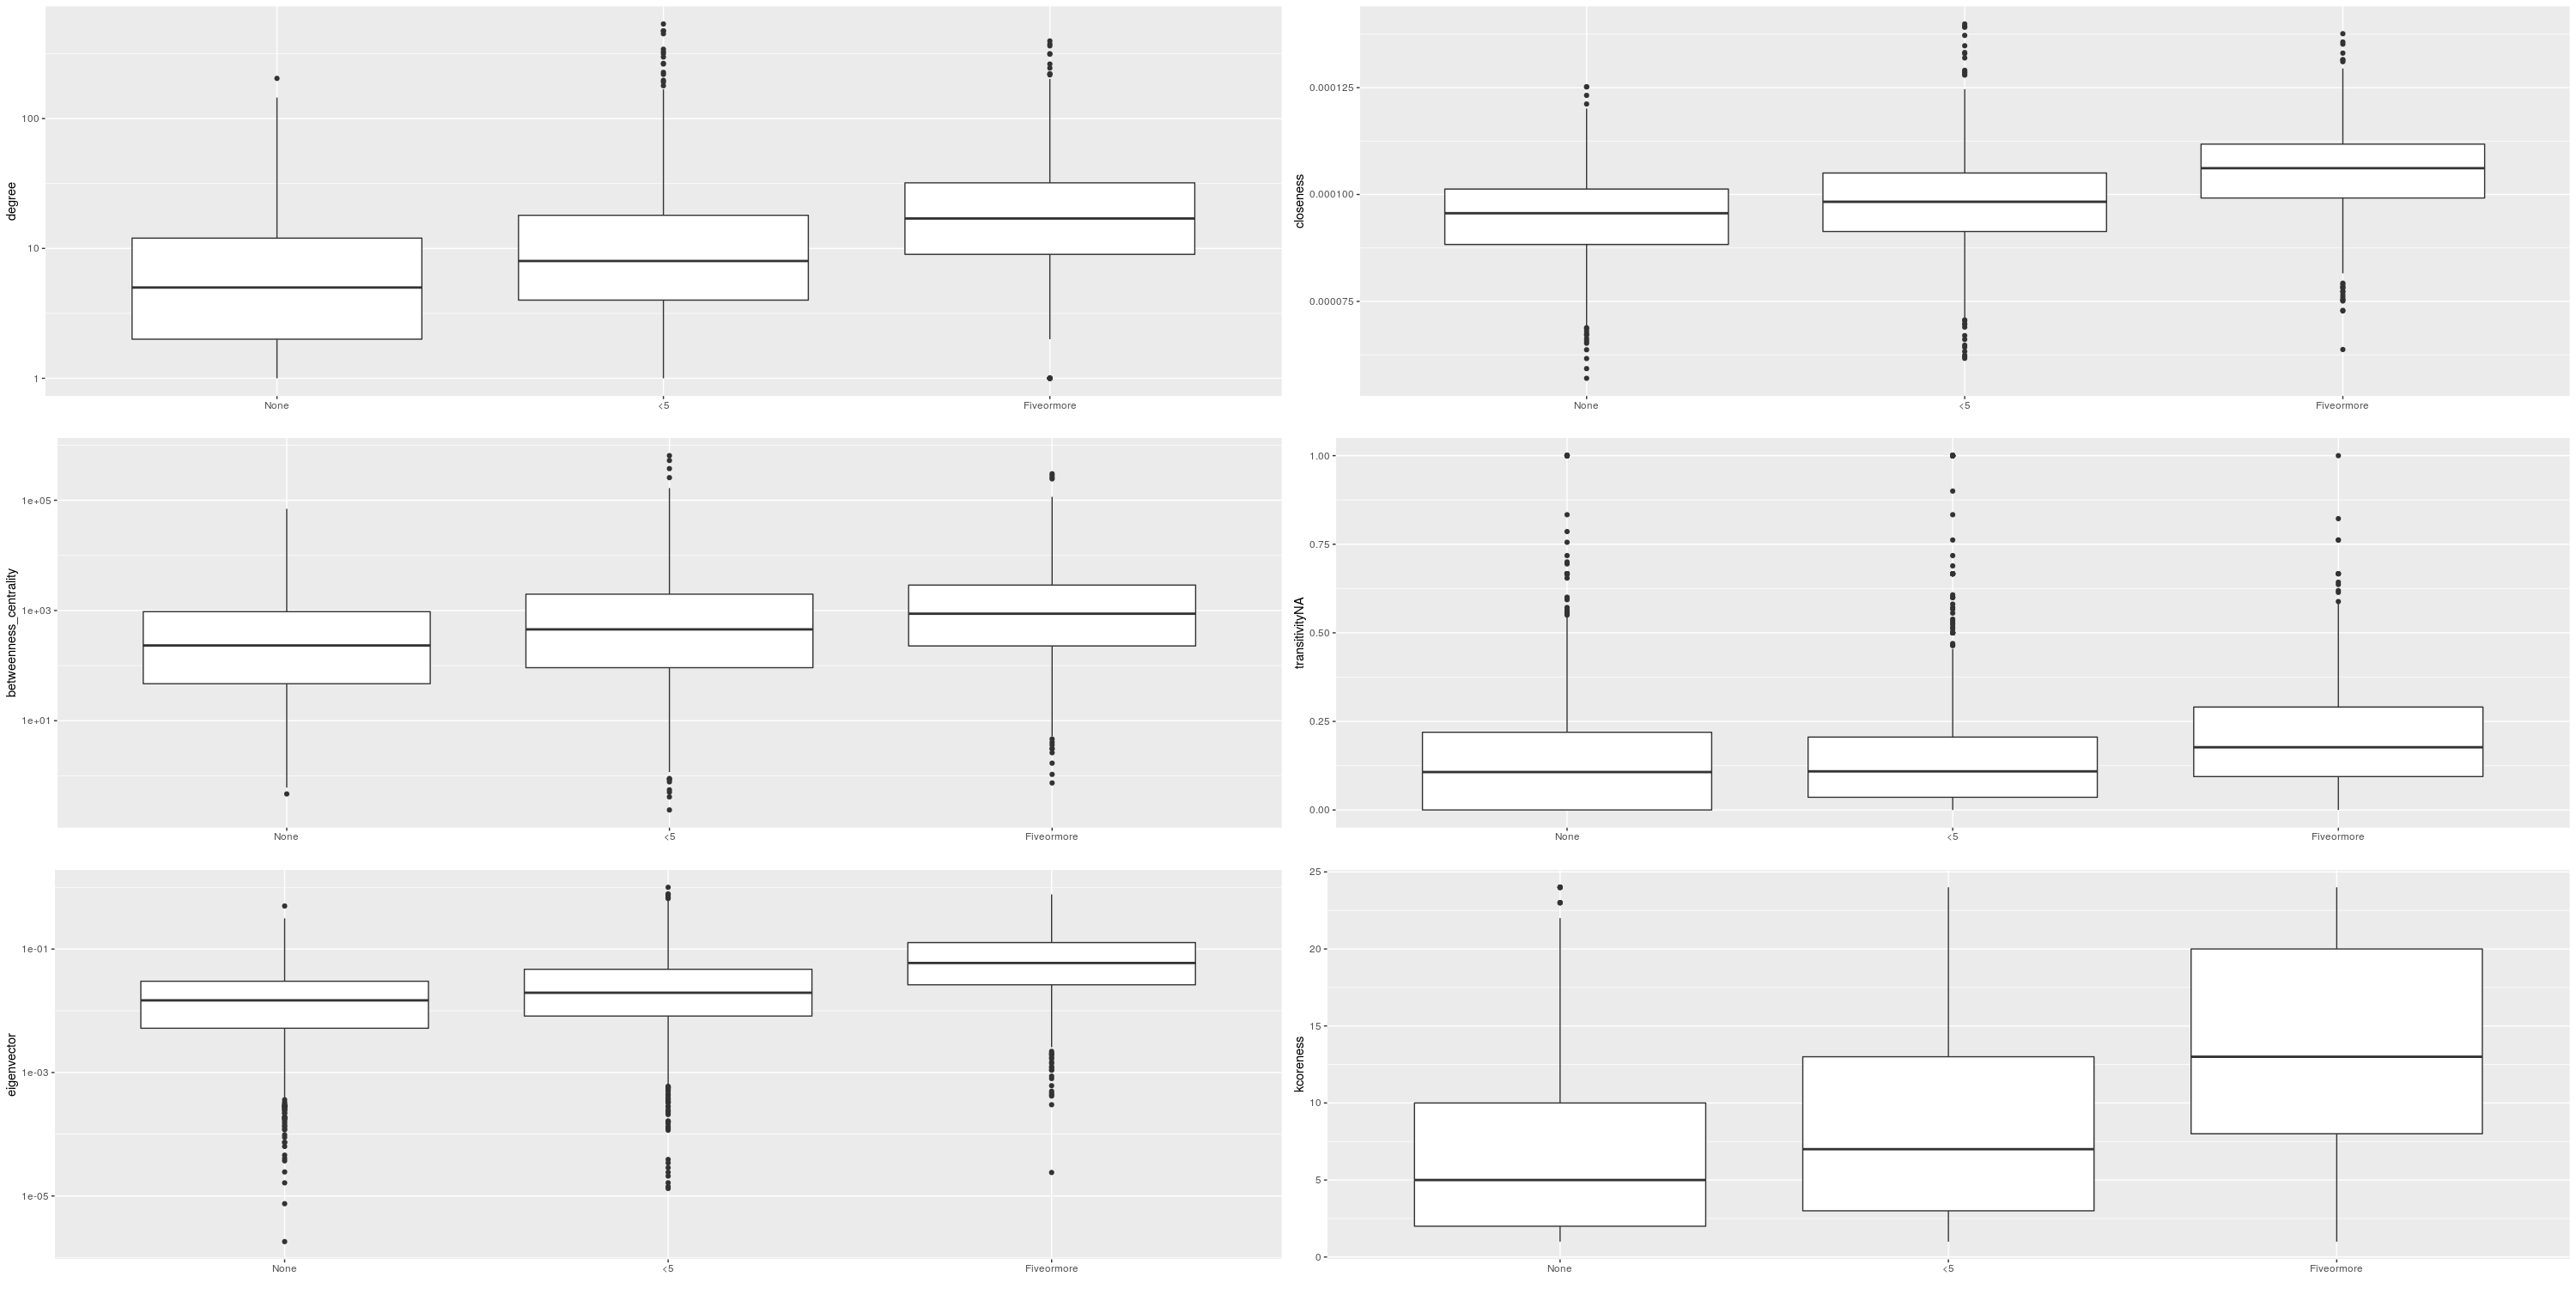 degree
100
10
1
None
<5
Fiveormore
closeness
0.000125
0.000100
0.000075
None
<5
Fiveormore
betweenness_centrality
1e+05
1e+03
1e+01
None
<5
Fiveormore
transitivityNA
1.00
0.75
0.50
0.25
0.00
None
<5
Fiveormore
eigenvector
1e-01
1e-03
1e-05
None
<5
Fiveormore
kcoreness
25
20
15
10
5
0
None
<5
Fiveormore